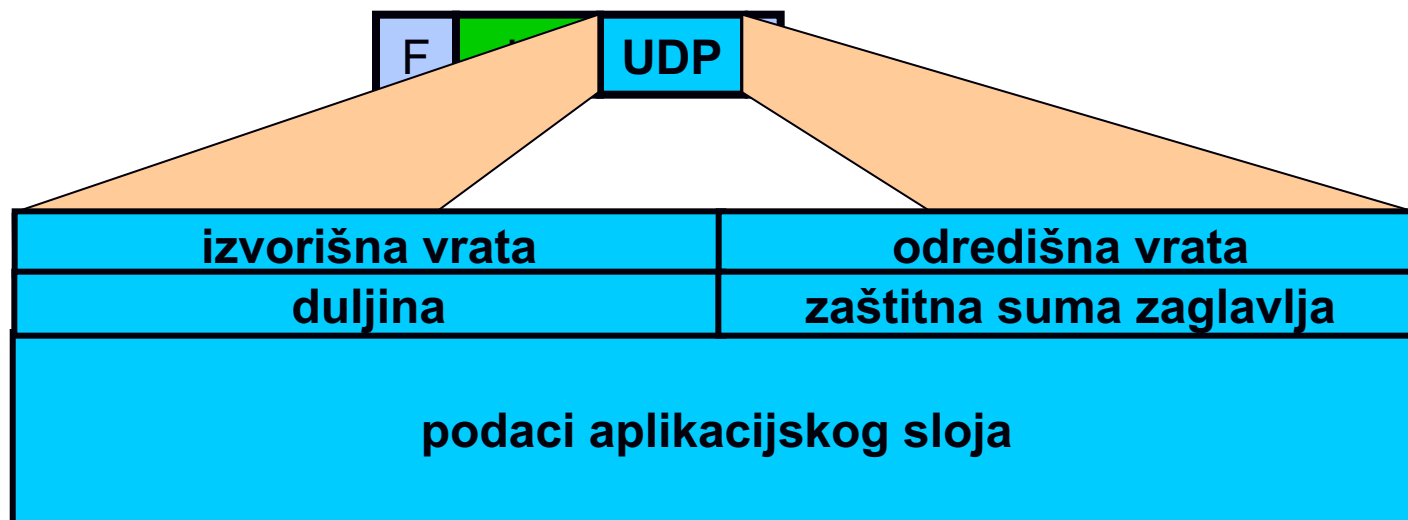 F UDP
izvorišna vrata odredišna vrata
duljina zaštitna suma zaglavlja
podaci aplikacijskog sloja